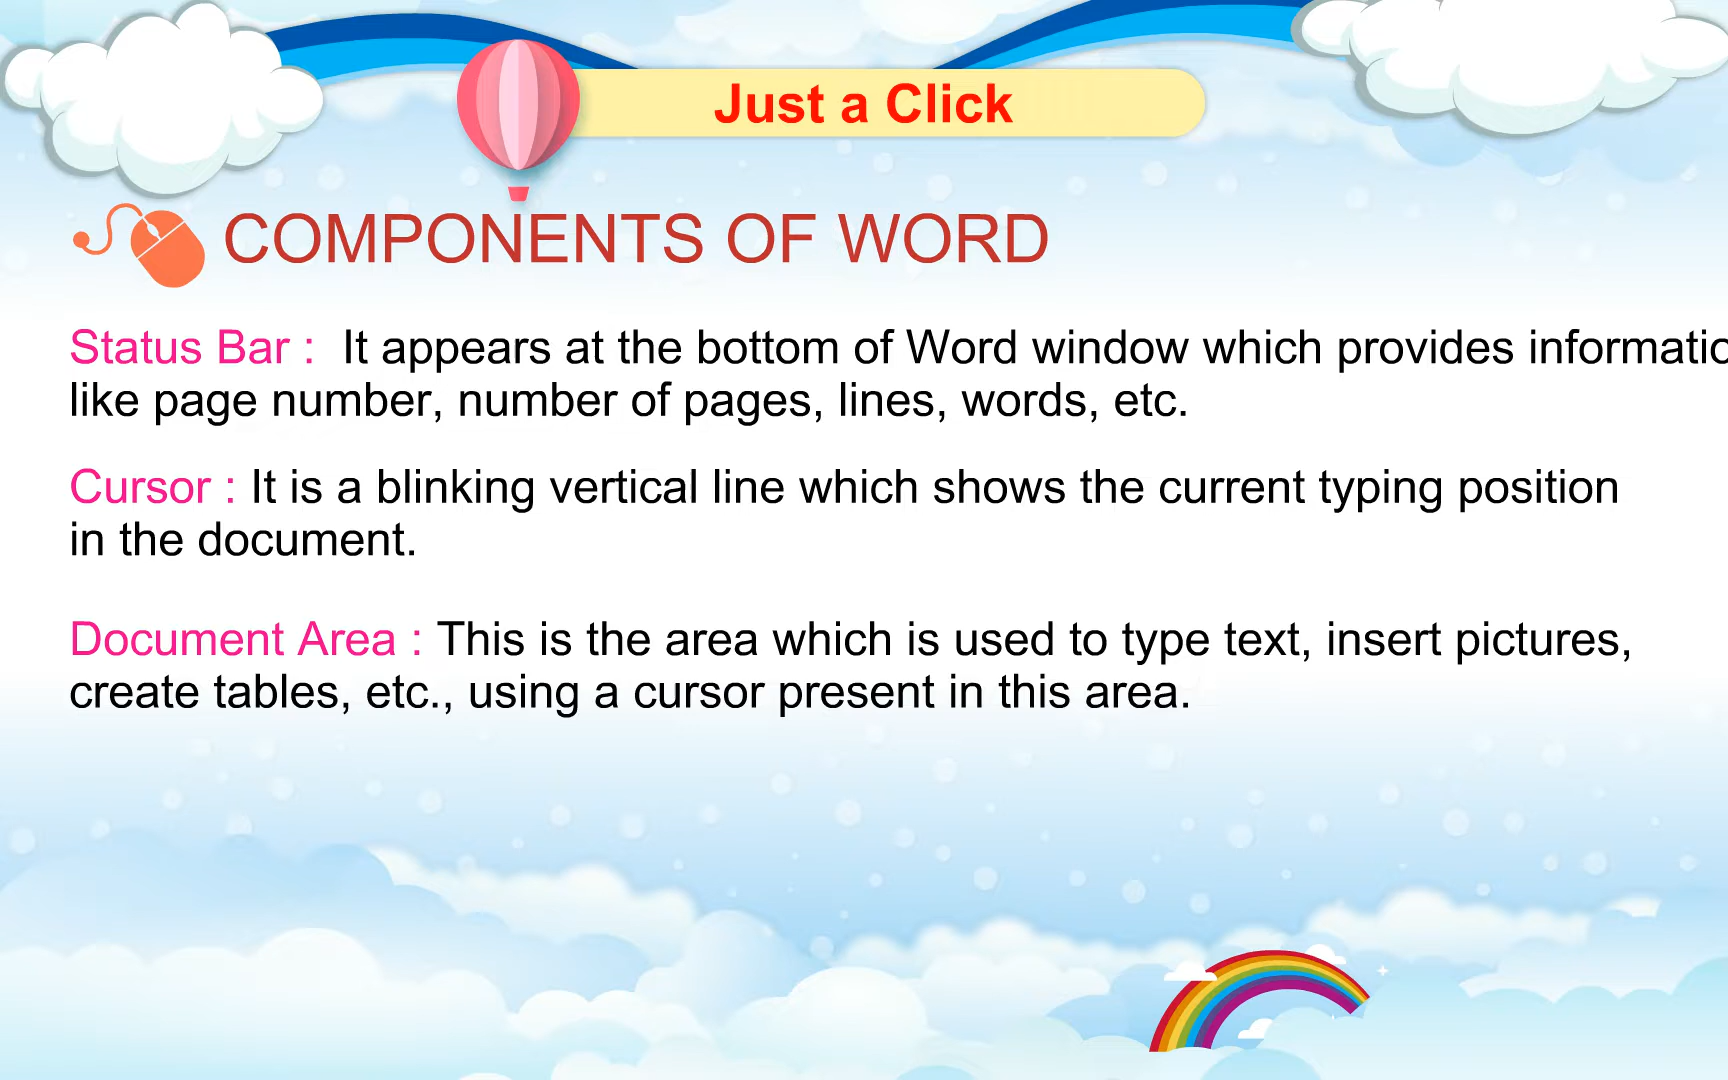 Just a Click
COMPONENTS OF WORD
Status Bar : It appears at the bottom of Word window which provides informatio
like page number, number of pages, lines, words, etc.
Cursor : It is a blinking vertical line which shows the current typing position
in the document.
Document Area : This is the area which is used to type text, insert pictures,
create tables, etc., using a cursor present in this area.